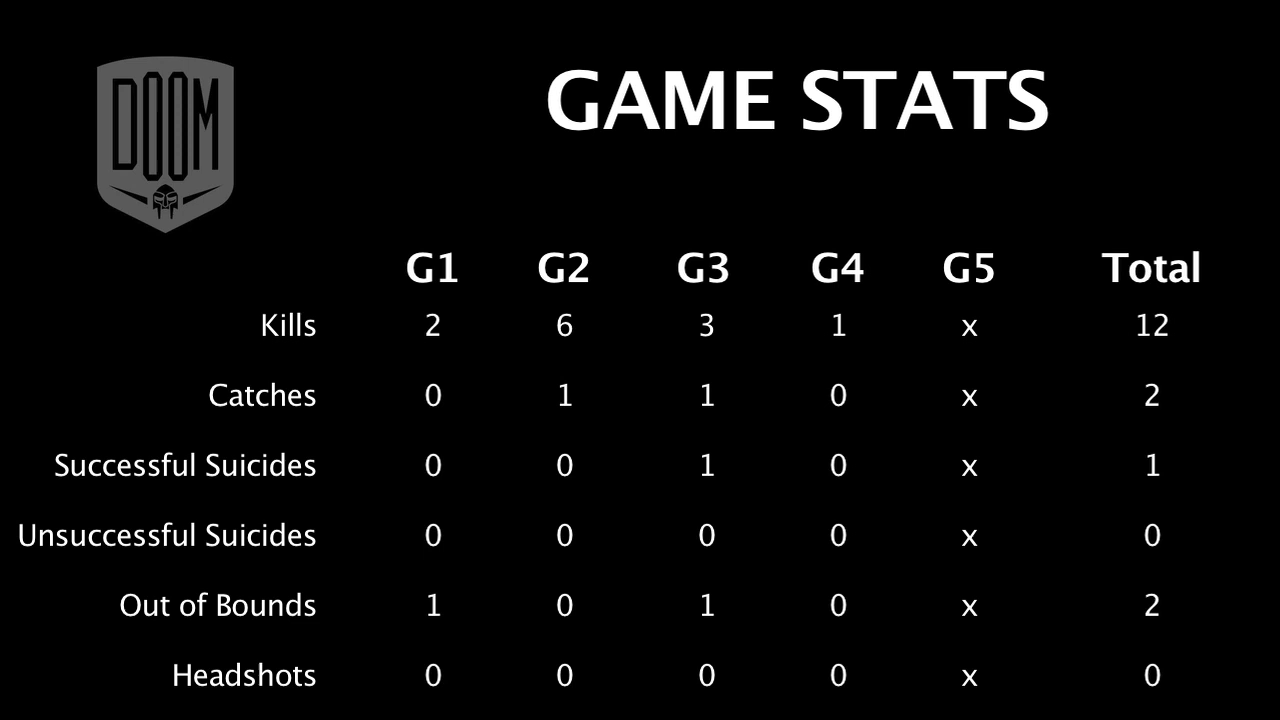 DOOM
GAME STATS
G1 G2 G3 G4 G5 Total
Kills 2 6 3 1 x 12
Catches 0 1 1 0 x 2
Successful Suicides 0 0 1 0 x 1
Unsuccessful Suicides 0 0 0 0 x 0
Out of Bounds 1 0 1 0 x 2
Headshots 0 0 0 0 x 0